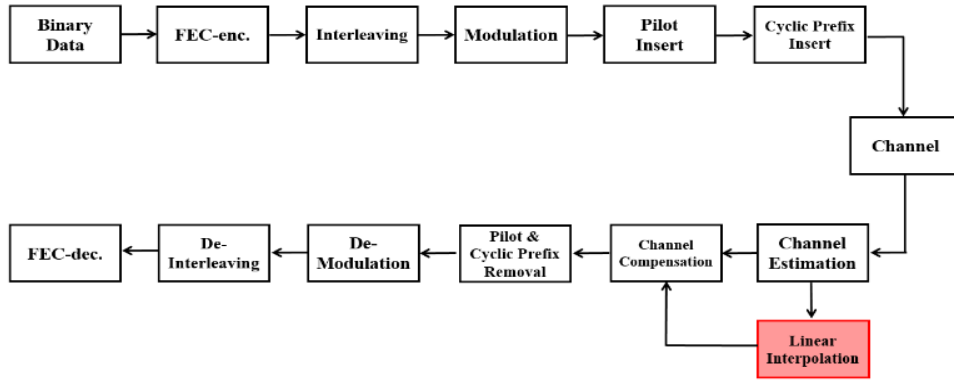 Binary
Data
FEC-enc.
Interleaving
Modulation
Pilot
Insert
Cyclic Prefix
Insert
Channel
FEC-dec.
De-
Interleaving
De-
Modulation
Pilot &
Cyclic Prefix
Removal
Channel
Compensation
Channel
Estimation
Linear
Interpolation